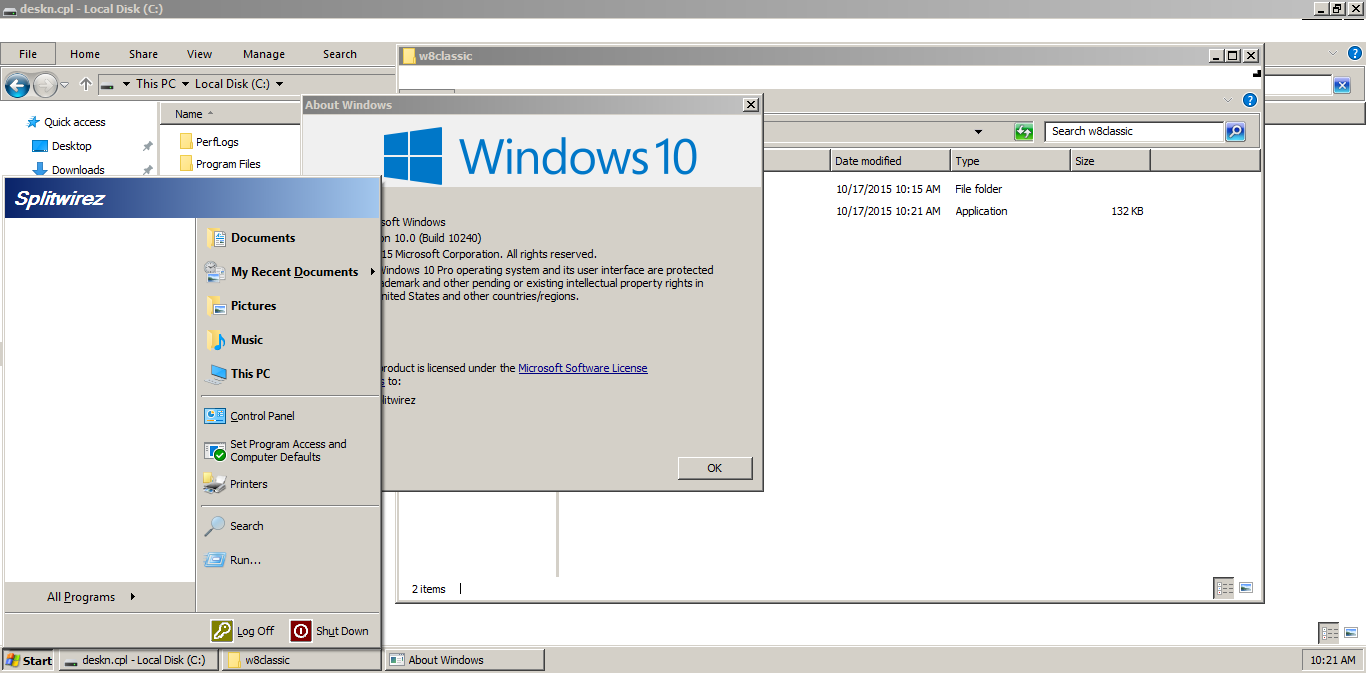 deskn.cpl - Local Disk (C:)
File Home Share View Manage Search
This PC Local Disk (C:)
Quick access
Desktop
Downloads
Name
PerfLogs
Program Files
w8classic
Search w8classic
Date modified Type Size
10/17/2015 10:15 AM File folder
10/17/2015 10:21 AM Application 132 KB
2 items
About Windows
Windows 10
soft Windows
on 10.0 (Build 10240)
15 Microsoft Corporation. All rights reserved.
Windows 10 Pro operating system and its user interface are protected
ademark and other pending or existing intellectual property rights in
nited States and other countries/regions.
roduct is licensed under the Microsoft Software License
s to:
litwirez
OK
Splitwirez
Documents
My Recent Documents
Pictures
Music
This PC
Control Panel
Set Program Access and
Computer Defaults
Printers
Search
Run...
All Programs
Log Off Shut Down
Start deskn.cpl - Local Disk (C:) w8classic About Windows 10:21 AM